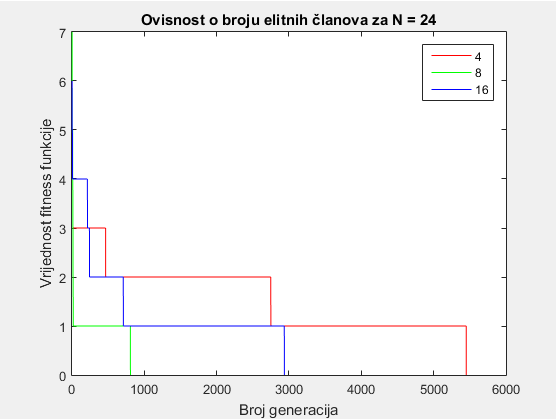 Ovisnost o broju elitnih članova za N = 24
4
8
16
Vrijednost fitness funkcije
7
6
5
4
3
2
1
0
0 1000 2000 3000 4000 5000 6000
Broj generacija